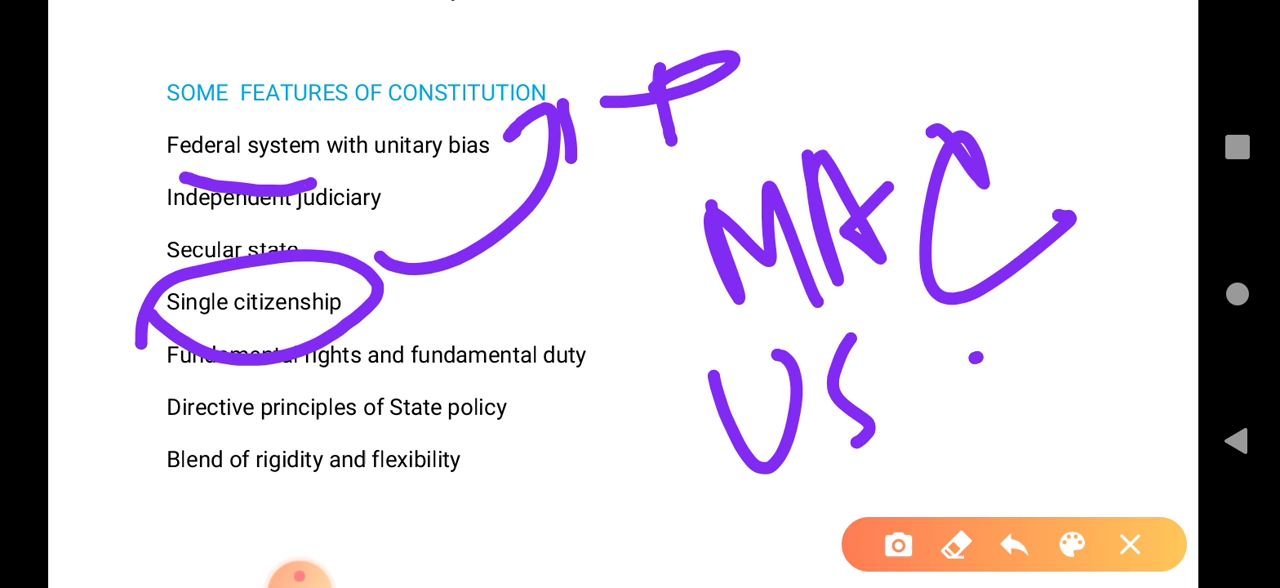 SOME FEATURES OF CONSTITUTION
Federal system with unitary bias
Independent judiciary
Secular state
Single citizenship
Fundamental rights and fundamental duty
Directive principles of State policy
Blend of rigidity and flexibility
MAC
US